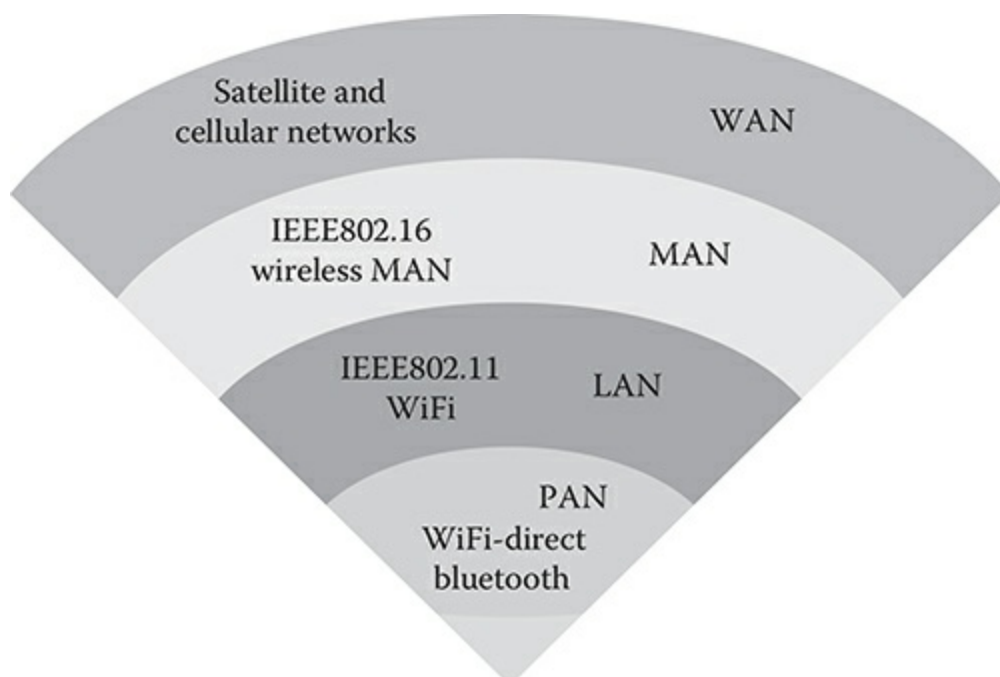 Satellite and
cellular networks
WAN
IEEE802.16
wireless MAN
MAN
IEEE802.11
WiFi
LAN
PAN
WiFi-direct
bluetooth